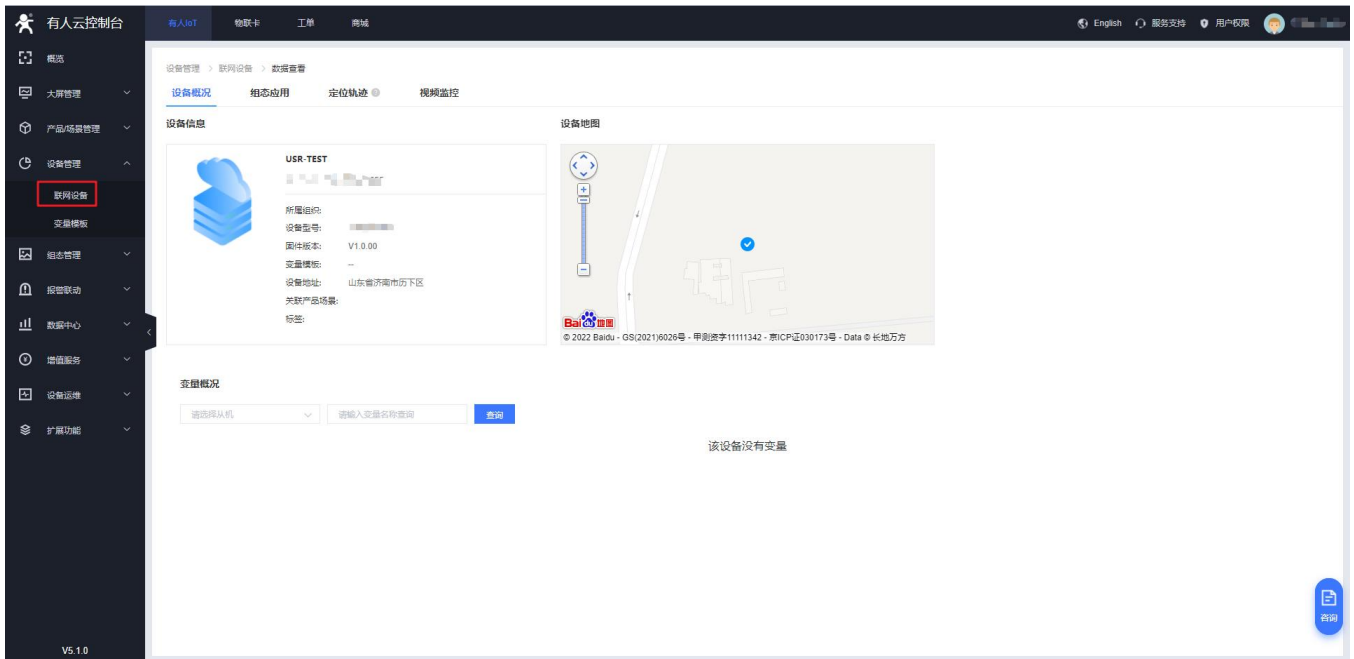 有人云控制台
有人IoT 物联卡 工单 商城
English 服务支持 用户权限
概览
大屏管理
产品/场景管理
设备管理
联网设备
变量模板
组态管理
报警联动
数据中心
增值服务
设备运维
扩展功能
V5.1.0
设备管理 > 联网设备 > 数据查看
设备概况 组态应用 定位轨迹 视频监控
设备信息
USR-TEST
所属组织:
设备型号:
固件版本: V1.0.00
变量模板: --
设备地址: 山东省济南市历下区
关联产品场景:
标签:
设备地图
Bai du 地图
© 2022 Baidu - GS(2021)6026号 - 甲测资字11111342 - 京ICP证030173号 - Data © 长地万方
变量概况
请选择从机 请输入变量名称查询 查询
该设备没有变量
咨询